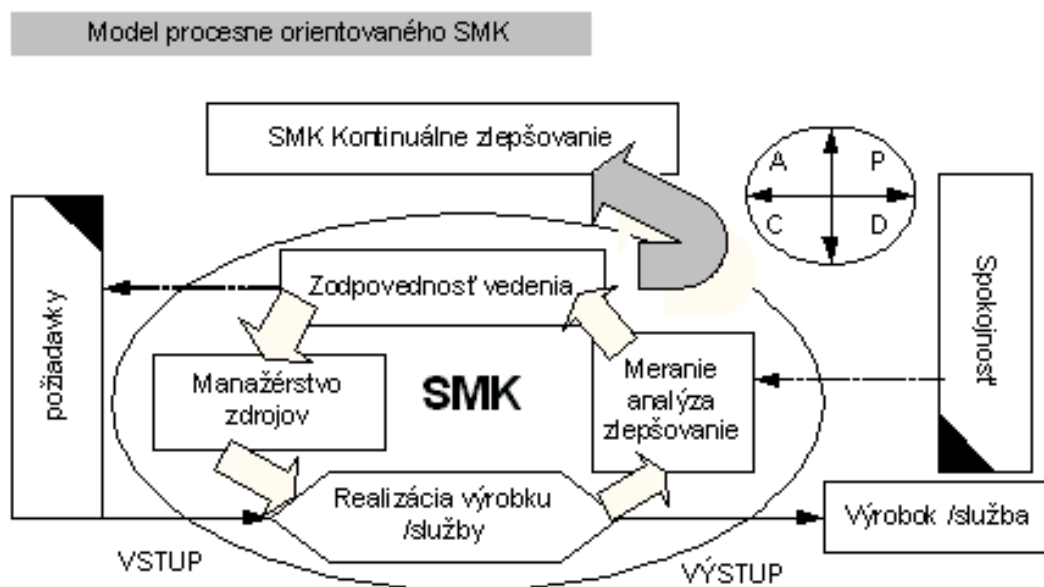 Model procesne orientovaného SMK
SMK Kontinuálne zlepšovanie
A
P
C
D
požiadavky
Zodpovednosť vedenia
Spokojnosť
Manažérstvo
zdrojov
SMK
Meranie
analýza
zlepšovanie
Realizácia výrobku
/služby
Výrobok /služba
VSTUP
VÝSTUP